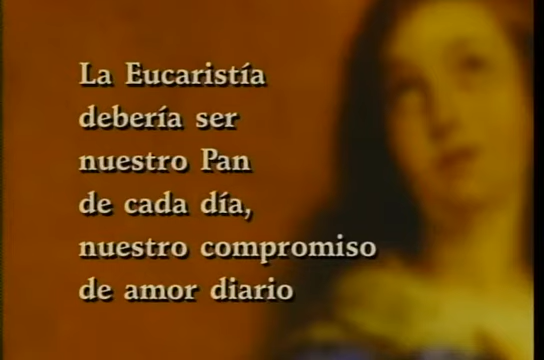 La Eucaristía
debería ser
nuestro Pan
de cada día,
nuestro compromiso
de amor diario